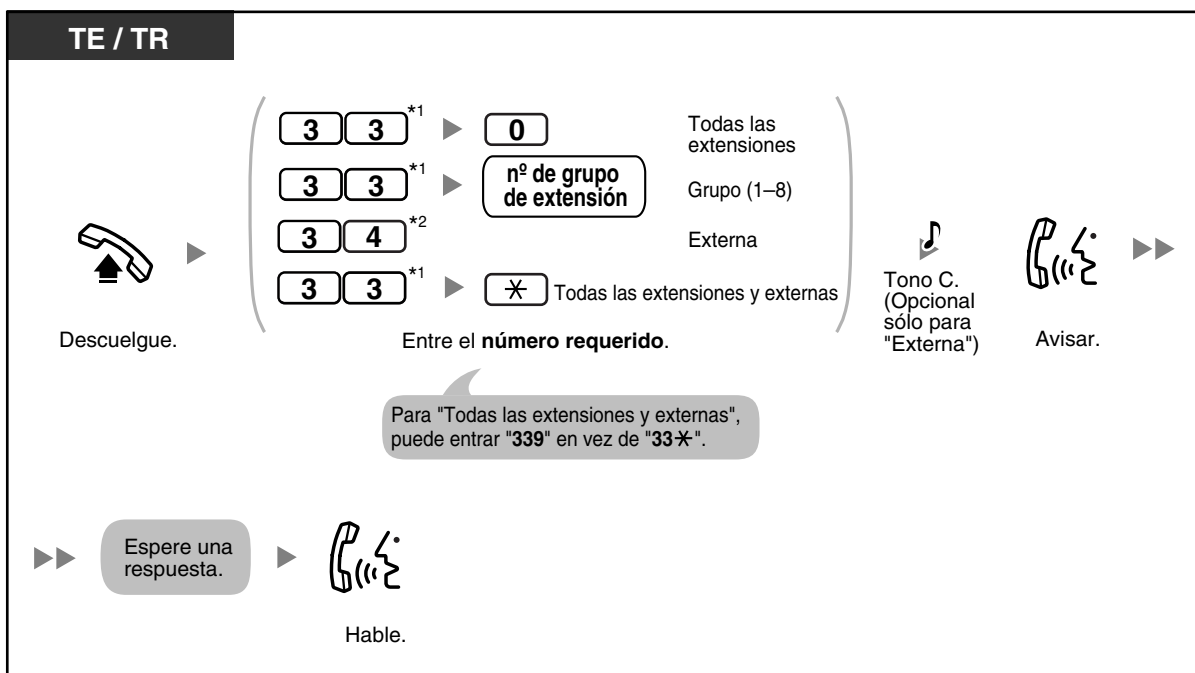 TE / TR
3 3 *1 0 Todas las
extensiones
3 3 *1 nº de grupo
de extensión Grupo (1–8)
3 4 *2 Externa
3 3 *1 * Todas las extensiones y externas
Descuelgue.
Entre el número requerido.
Tono C.
(Opcional
sólo para
"Externa")
Avisar.
Para "Todas las extensiones y externas",
puede entrar "339" en vez de "33*".
Espere una
respuesta.
Hable.